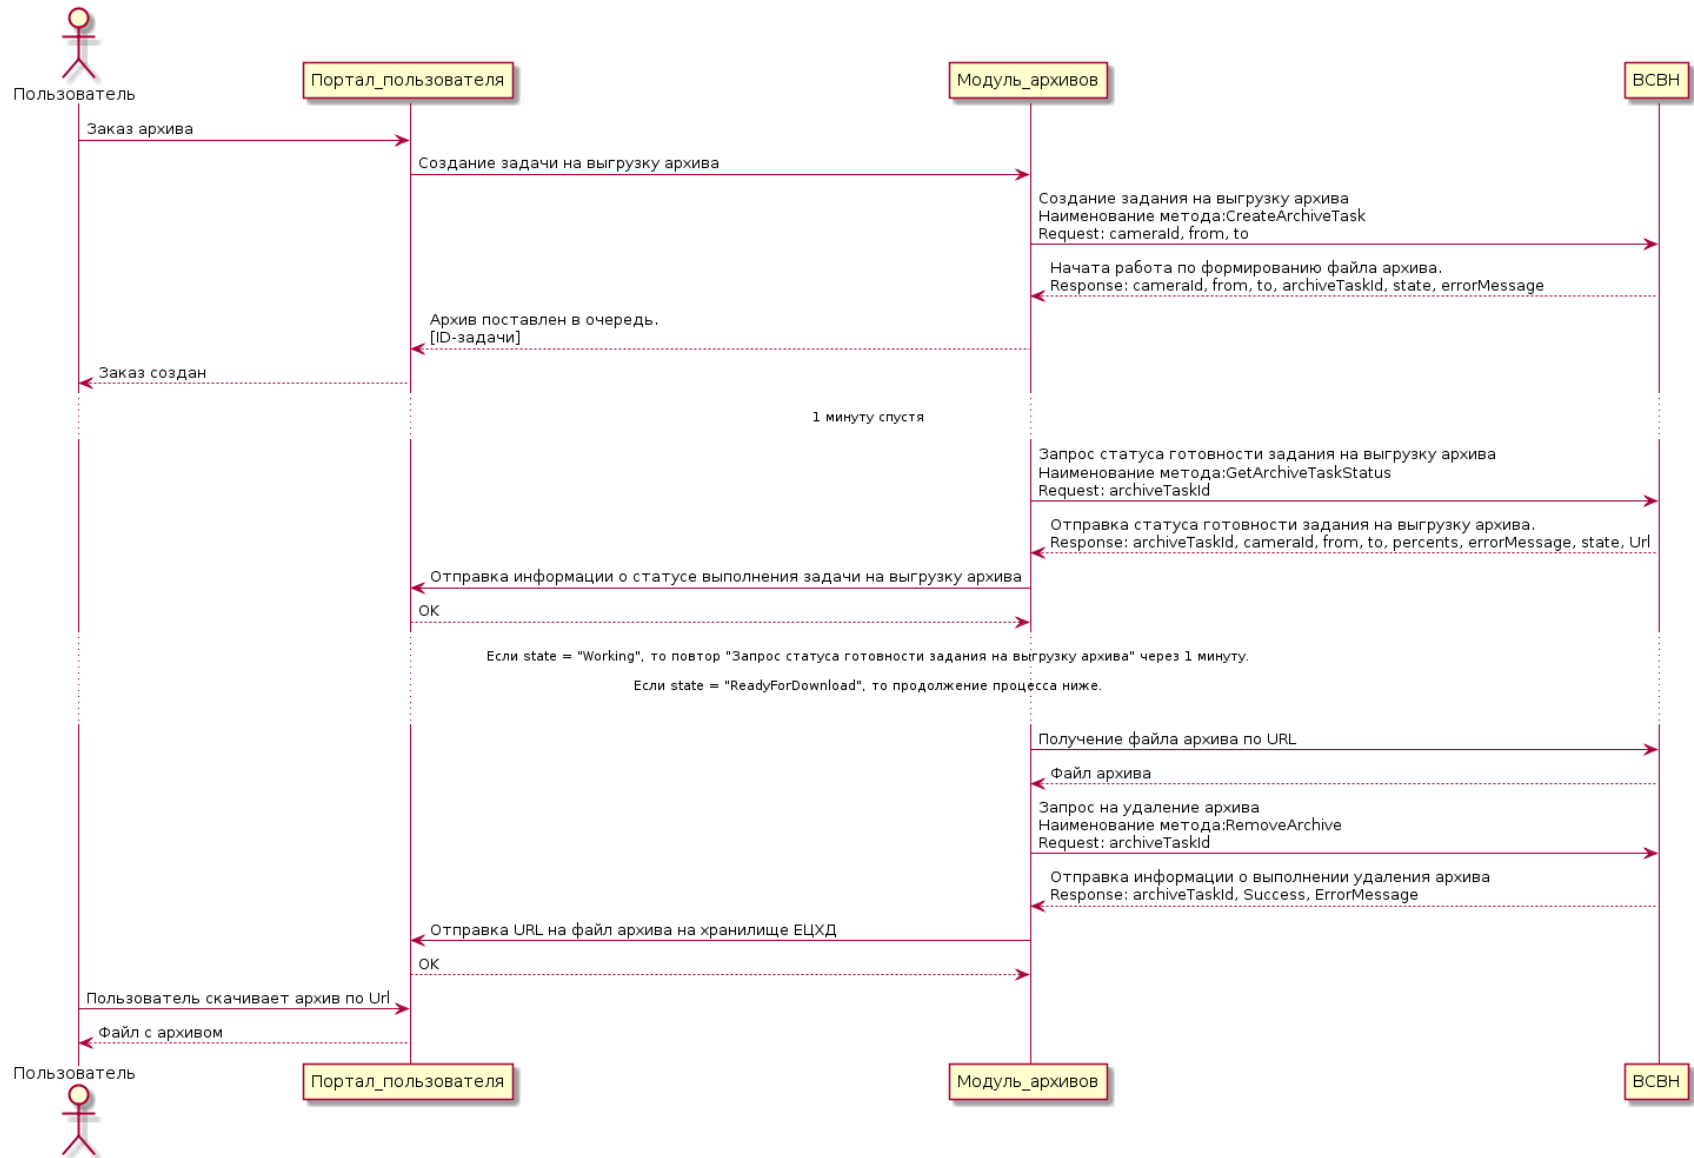 Пользователь
Портал_пользователя
Модуль_архивов
ВСВН
Заказ архива
Создание задачи на выгрузку архива
Создание задания на выгрузку архива
Наименование метода:CreateArchiveTask
Request: cameraId, from, to
Начата работа по формированию файла архива.
Response: cameraId, from, to, archiveTaskId, state, errorMessage
Архив поставлен в очередь.
[ID-задачи]
Заказ создан
1 минуту спустя
Запрос статуса готовности задания на выгрузку архива
Наименование метода:GetArchiveTaskStatus
Request: archiveTaskId
Отправка статуса готовности задания на выгрузку архива.
Response: archiveTaskId, cameraId, from, to, percents, errorMessage, state, Url
Отправка информации о статусе выполнения задачи на выгрузку архива
OK
Если state = "Working", то повтор "Запрос статуса готовности задания на выгрузку архива" через 1 минуту.
Если state = "ReadyForDownload", то продолжение процесса ниже.
Получение файла архива по URL
Файл архива
Запрос на удаление архива
Наименование метода:RemoveArchive
Request: archiveTaskId
Отправка информации о выполнении удаления архива
Response: archiveTaskId, Success, ErrorMessage
Отправка URL на файл архива на хранилище ЕЦХД
OK
Пользователь скачивает архив по Url
Файл с архивом
Пользователь
Портал_пользователя
Модуль_архивов
ВСВН